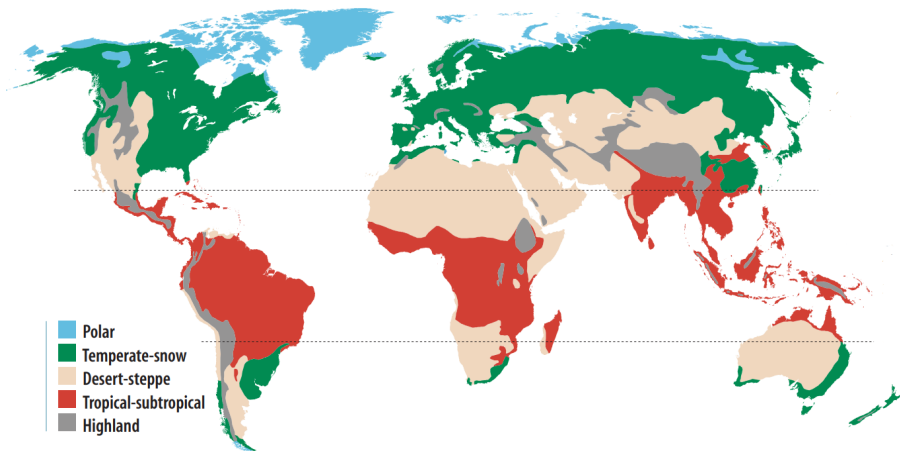 Polar
Temperate-snow
Desert-steppe
Tropical-subtropical
Highland